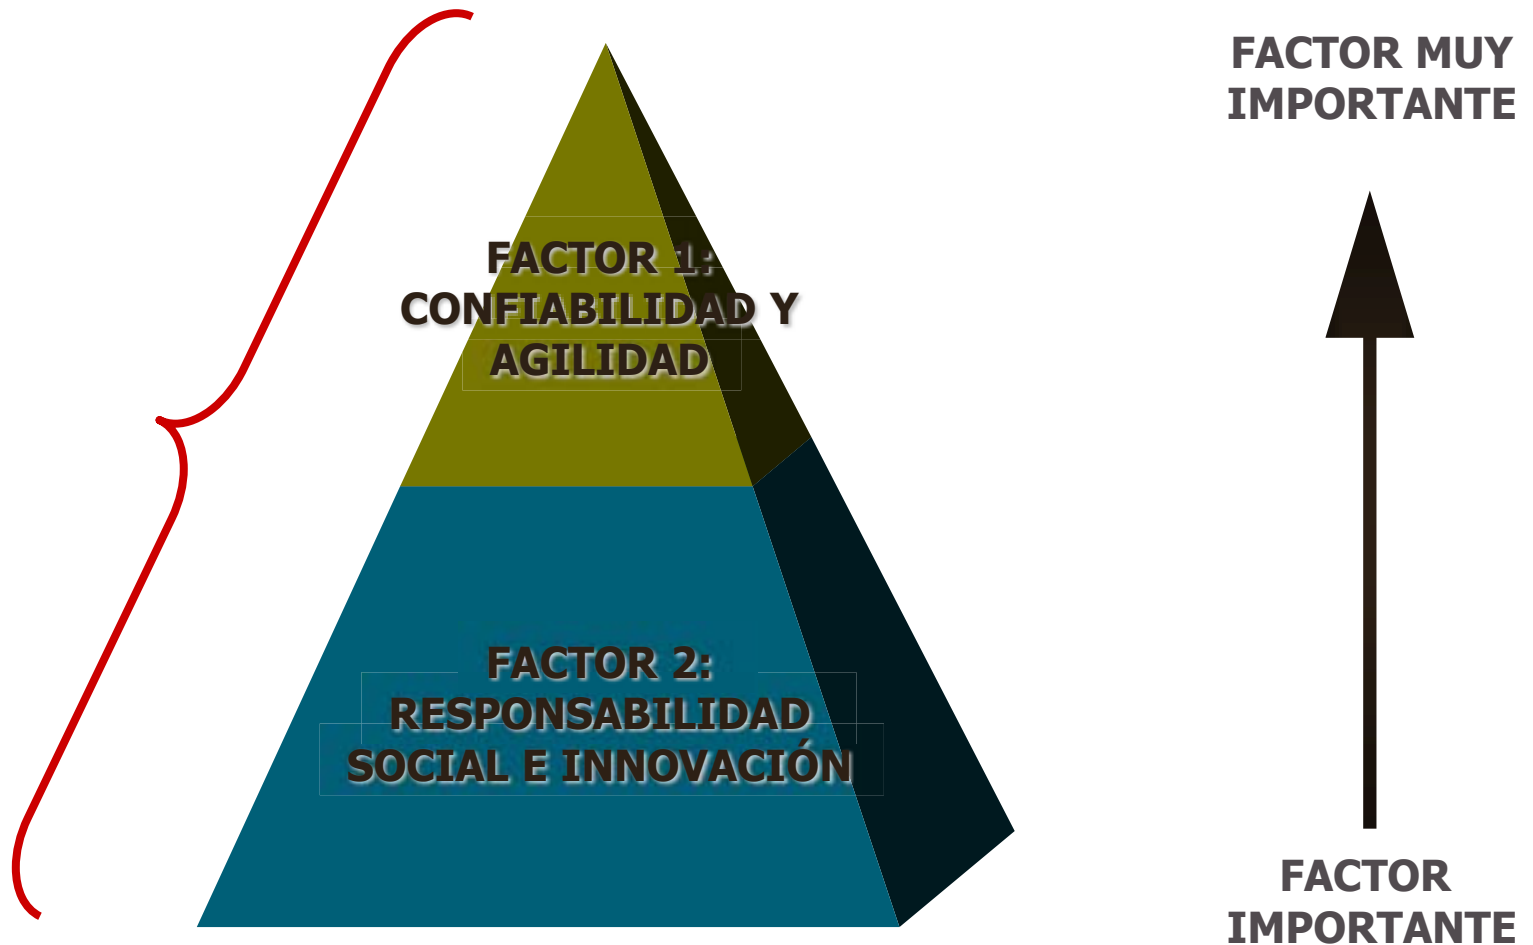 FACTOR MUY
IMPORTANTE
FACTOR 1:
CONFIABILIDAD Y
AGILIDAD
FACTOR 2:
RESPONSABILIDAD
SOCIAL E INNOVACIÓN
FACTOR
IMPORTANTE